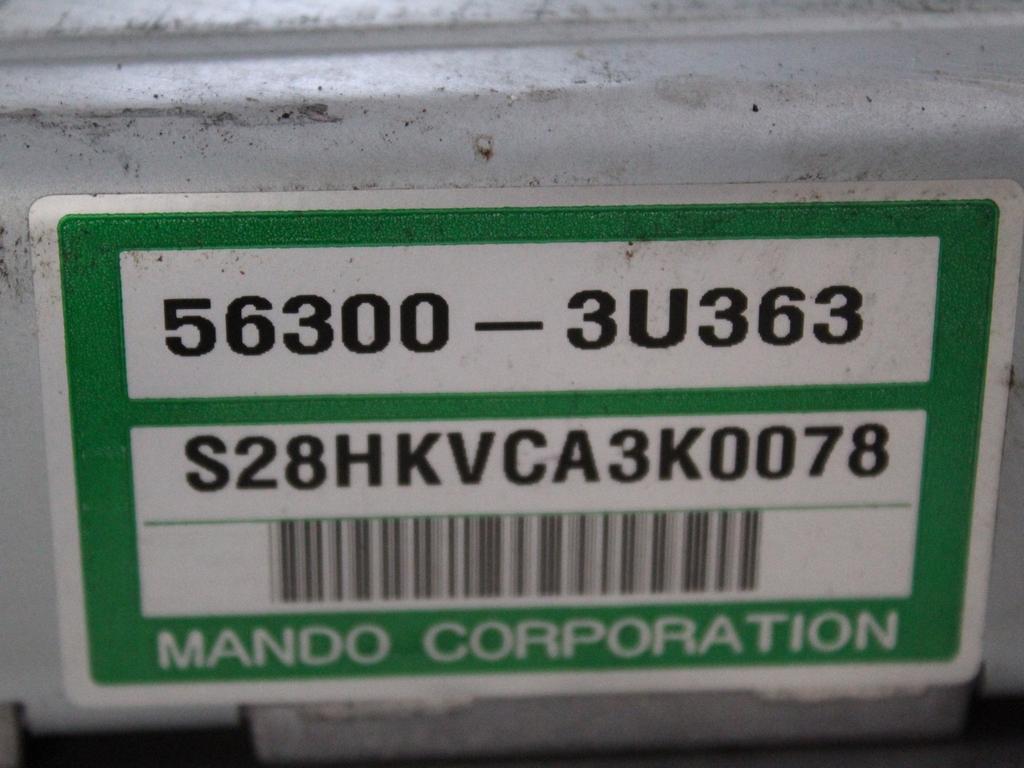 56300 – 3U363
S28HKVCA3K0078
MANDO CORPORATION